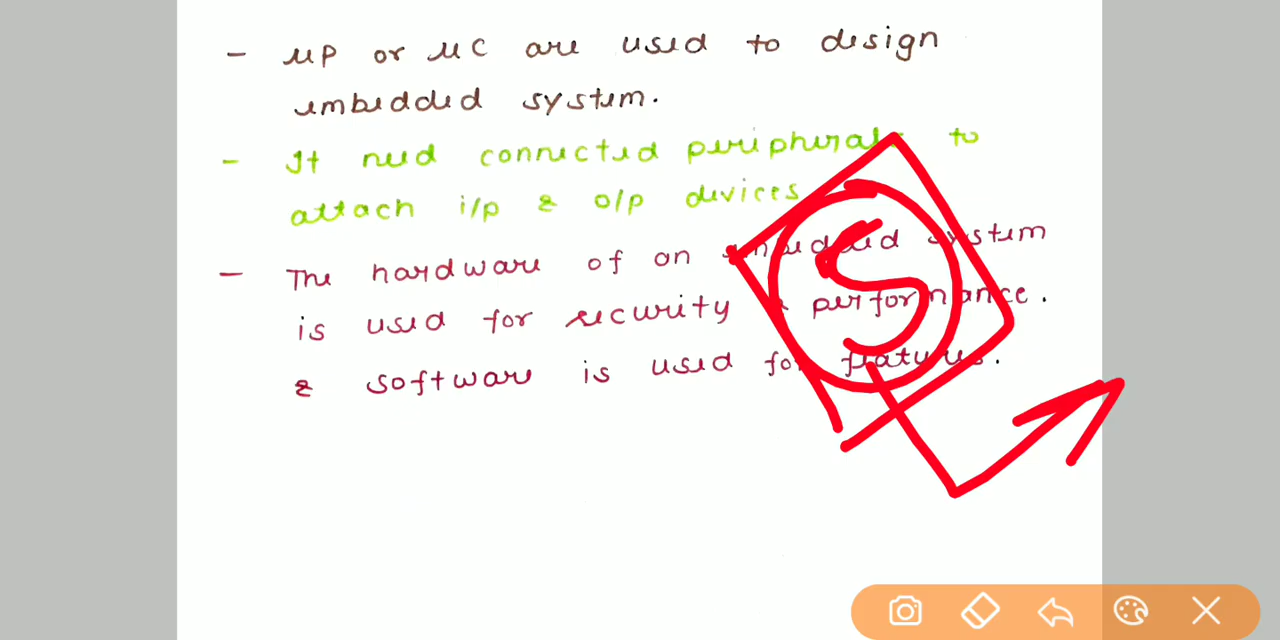 - μP or μC are used to design
embedded system.
- It need connected peripherals to
attach i/p & o/p devices
- The hardware of an embedded system
is used for security & performance.
& software is used for features.
S